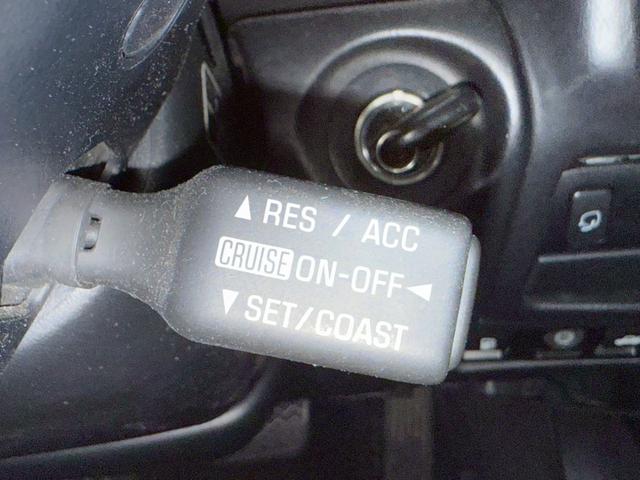 ▲ RES / ACC
CRUISE ON-OFF ◀
▼ SET/COAST